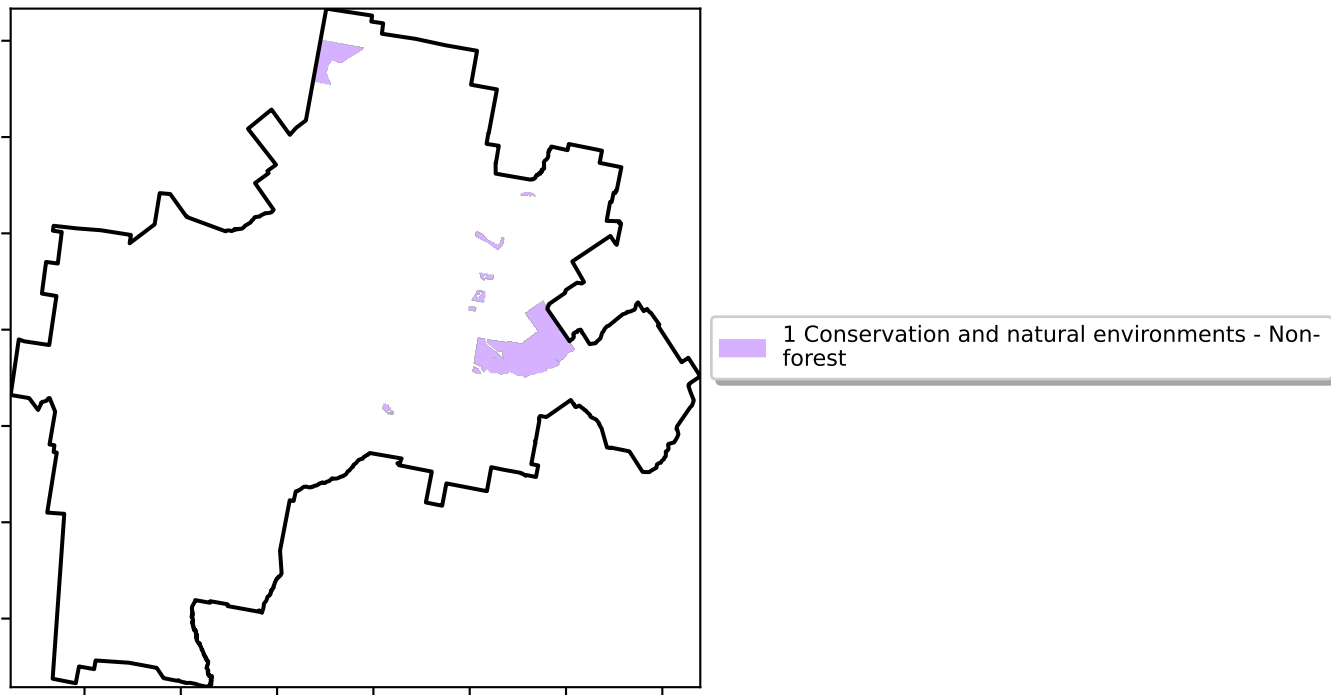 1 Conservation and natural environments - Non-
forest